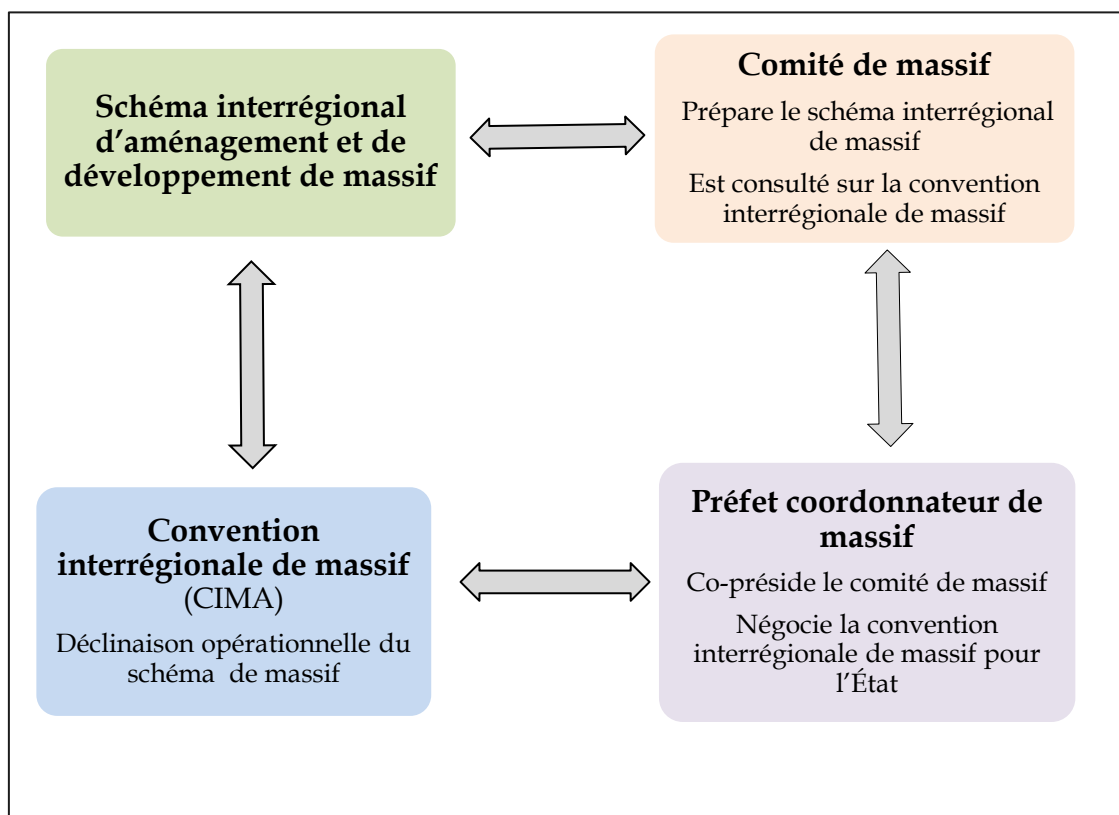 Schéma interrégional
d’aménagement et de
développement de massif
Comité de massif
Prépare le schéma interrégional
de massif
Est consulté sur la convention
interrégionale de massif
Convention
interrégionale de massif
(CIMA)
Déclinaison opérationnelle du
schéma de massif
Préfet coordonnateur de
massif
Co-préside le comité de massif
Négocie la convention
interrégionale de massif pour
l’État